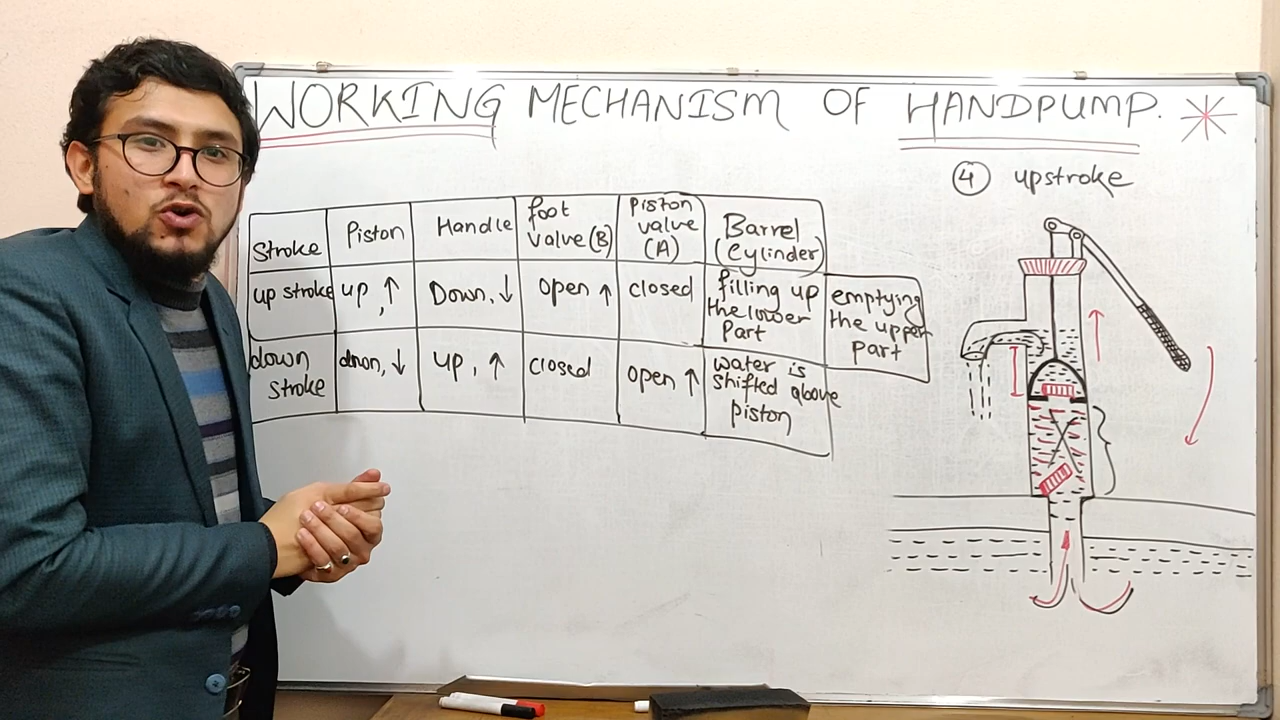 WORKING MECHANISM OF HANDPUMP.
④ upstroke
Stroke
Piston
Handle
foot
valve (B)
Piston
valve
(A)
Barrel
(Cylinder)
up stroke
up, ↑
Down, ↓
Open ↑
closed
filling up
the lower
Part
emptying
the upper
part
down
stroke
down, ↓
up, ↑
closed
open ↑
water is
shifted above
piston